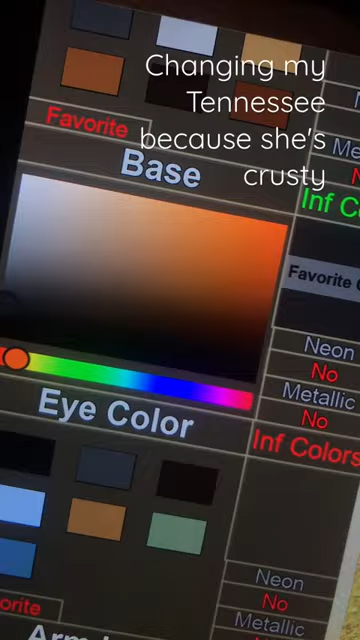 Changing my
Tennessee
because she's
crusty
Favorite
Base
Inf C
Favorite
Neon
No
Metallic
No
Eye Color
Inf Colors
Neon
No
Metallic